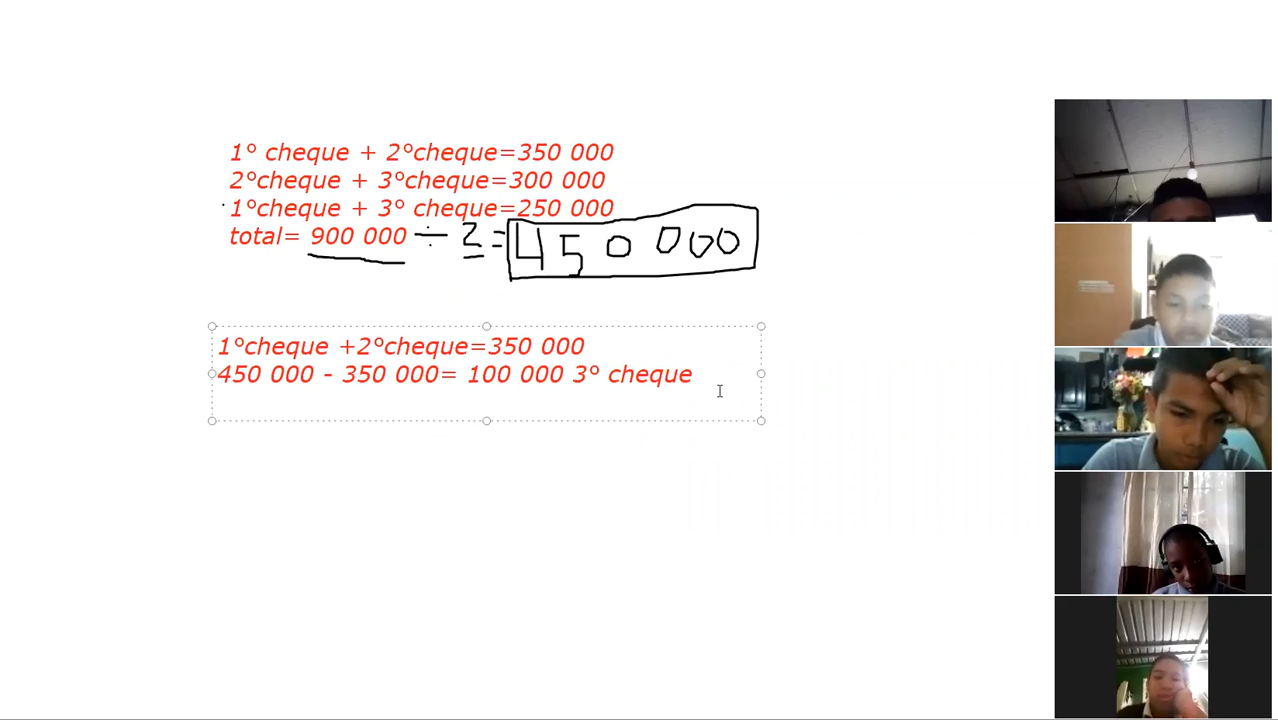 1° cheque + 2°cheque=350 000
2°cheque + 3°cheque=300 000
1°cheque + 3° cheque=250 000
total= 900 000 ÷ 2 = 450 000
1°cheque +2°cheque=350 000
450 000 - 350 000= 100 000 3° cheque